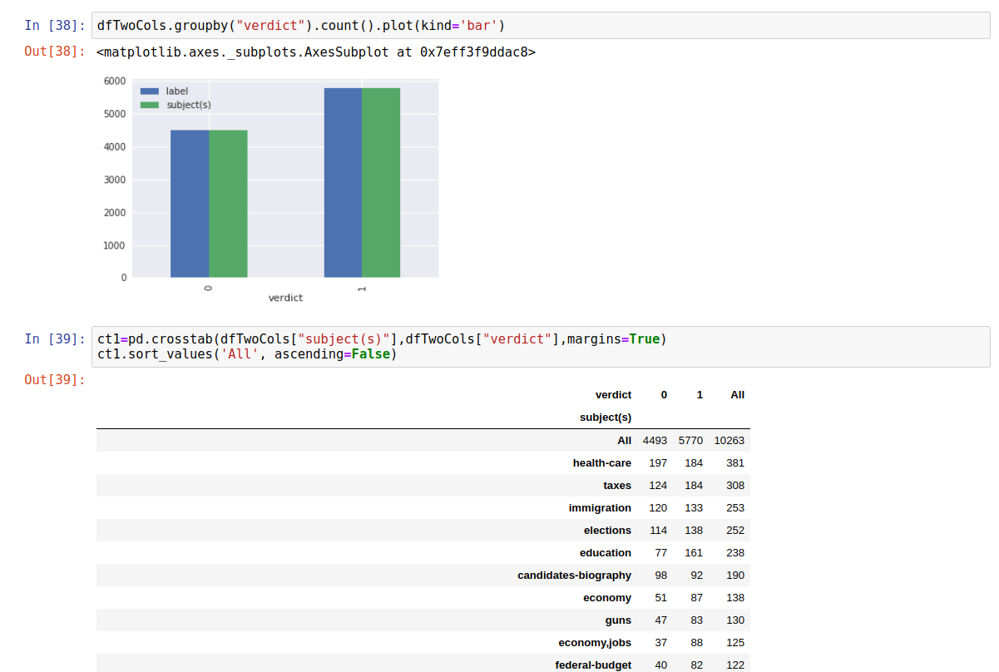 In [38]: dfTwoCols.groupby("verdict").count().plot(kind='bar')
Out[38]: <matplotlib.axes._subplots.AxesSubplot at 0x7eff3f9ddac8>
6000
label
subject(s)
5000
4000
3000
2000
1000
0
0 1
verdict
In [39]: ct1=pd.crosstab(dfTwoCols["subject(s)"],dfTwoCols["verdict"],margins=True)
ct1.sort_values('All', ascending=False)
Out[39]:
verdict 0 1 All
subject(s)
All 4493 5770 10263
health-care 197 184 381
taxes 124 184 308
immigration 120 133 253
elections 114 138 252
education 77 161 238
candidates-biography 98 92 190
economy 51 87 138
guns 47 83 130
economy,jobs 37 88 125
federal-budget 40 82 122